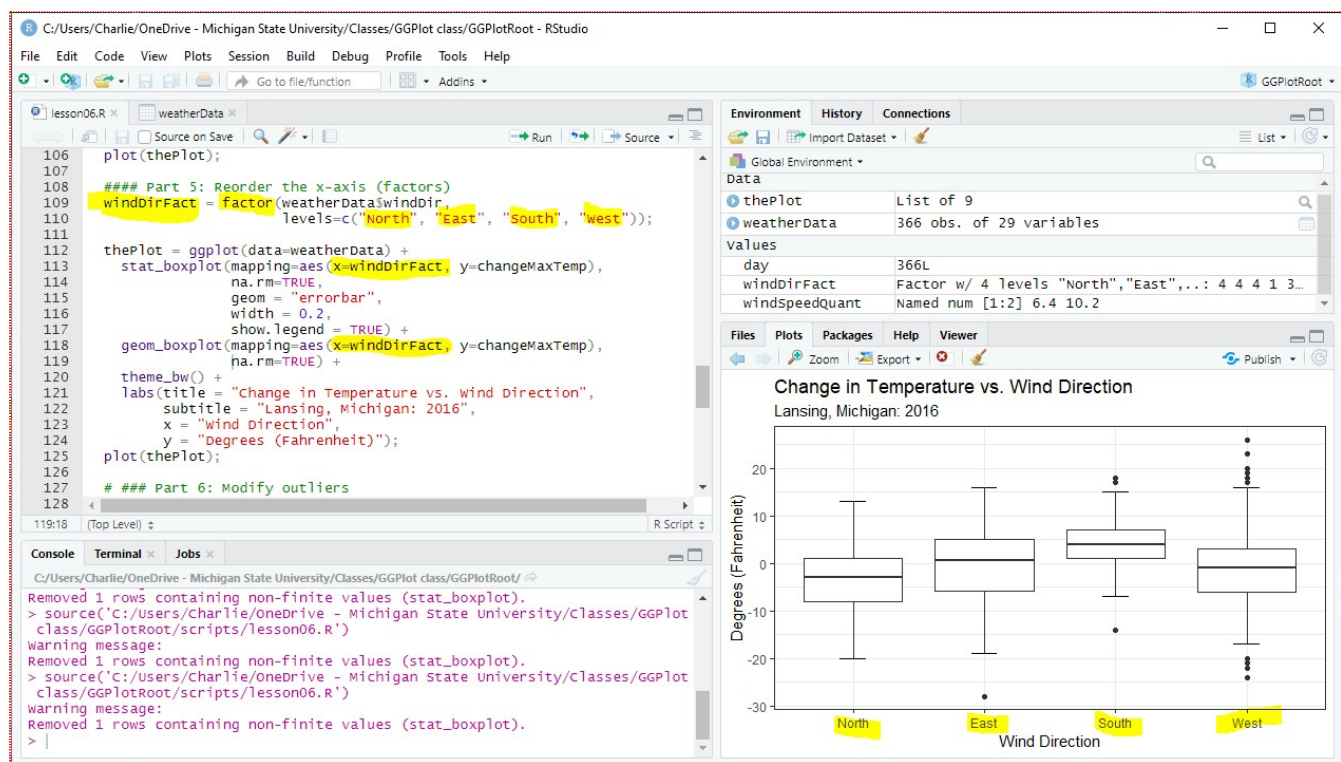 C:/Users/Charlie/OneDrive - Michigan State University/Classes/GGPlot class/GGPlotRoot - RStudio
File Edit Code View Plots Session Build Debug Profile Tools Help
Go to file/function Addins GGPlotRoot
lesson06.R weatherData
Source on Save Run Source
106 plot(thePlot);
107
108 #### Part 5: Reorder the x-axis (factors)
109 windDirFact = factor(weatherData$windDir,
110 levels=c("North", "East", "South", "West"));
111
112 thePlot = ggplot(data=weatherData) +
113 stat_boxplot(mapping=aes(x=windDirFact, y=changeMaxTemp),
114 na.rm=TRUE,
115 geom = "errorbar",
116 width = 0.2,
117 show.legend = TRUE) +
118 geom_boxplot(mapping=aes(x=windDirFact, y=changeMaxTemp),
119 na.rm=TRUE) +
120 theme_bw() +
121 labs(title = "Change in Temperature vs. Wind Direction",
122 subtitle = "Lansing, Michigan: 2016",
123 x = "Wind Direction",
124 y = "Degrees (Fahrenheit)");
125 plot(thePlot);
126
127 # ### Part 6: Modify outliers
128
119:18 (Top Level) R Script
Console Terminal Jobs
C:/Users/Charlie/OneDrive - Michigan State University/Classes/GGPlot class/GGPlotRoot/
Removed 1 rows containing non-finite values (stat_boxplot).
> source('C:/Users/Charlie/OneDrive - Michigan State University/Classes/GGPlot
class/GGPlotRoot/scripts/lesson06.R')
Warning message:
Removed 1 rows containing non-finite values (stat_boxplot).
> source('C:/Users/Charlie/OneDrive - Michigan State University/Classes/GGPlot
class/GGPlotRoot/scripts/lesson06.R')
Warning message:
Removed 1 rows containing non-finite values (stat_boxplot).
>
Environment History Connections
Import Dataset List
Global Environment
Data
thePlot List of 9
weatherData 366 obs. of 29 variables
Values
day 366L
windDirFact Factor w/ 4 levels "North","East",..: 4 4 4 1 3…
windSpeedQuant Named num [1:2] 6.4 10.2
Files Plots Packages Help Viewer
Zoom Export Publish
Change in Temperature vs. Wind Direction
Lansing, Michigan: 2016
Degrees (Fahrenheit)
20
10
0
-10
-20
-30
North East South West
Wind Direction